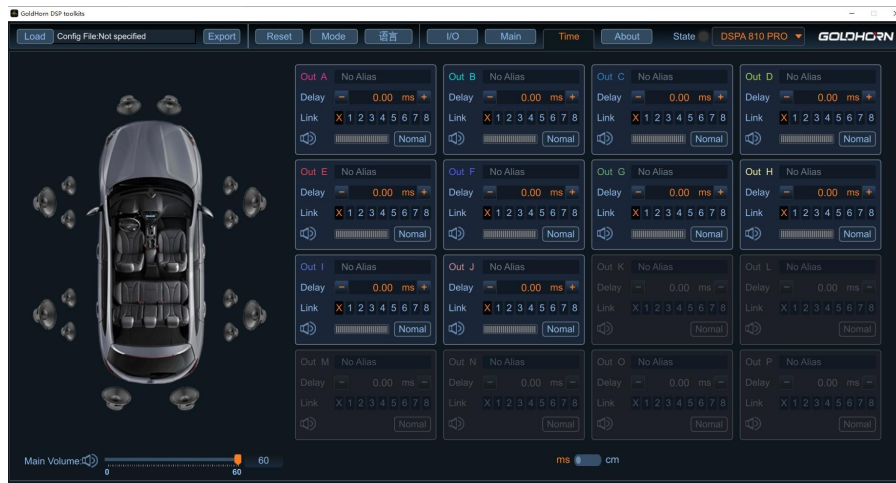 GoldHorn DSP toolkits
Load Config File:Not specified Export Reset Mode 语言 I/O Main Time About State DSPA 810 PRO GOLDHORN
Out A No Alias Out B No Alias Out C No Alias Out D No Alias
Delay − 0.00 ms + Delay − 0.00 ms + Delay − 0.00 ms + Delay − 0.00 ms +
Link X 1 2 3 4 5 6 7 8 Link X 1 2 3 4 5 6 7 8 Link X 1 2 3 4 5 6 7 8 Link X 1 2 3 4 5 6 7 8
Nomal Nomal Nomal Nomal
Out E No Alias Out F No Alias Out G No Alias Out H No Alias
Delay − 0.00 ms + Delay − 0.00 ms + Delay − 0.00 ms + Delay − 0.00 ms +
Link X 1 2 3 4 5 6 7 8 Link X 1 2 3 4 5 6 7 8 Link X 1 2 3 4 5 6 7 8 Link X 1 2 3 4 5 6 7 8
Nomal Nomal Nomal Nomal
Out I No Alias Out J No Alias Out K No Alias Out L No Alias
Delay − 0.00 ms + Delay − 0.00 ms + Delay − 0.00 ms − Delay − 0.00 ms −
Link X 1 2 3 4 5 6 7 8 Link X 1 2 3 4 5 6 7 8 Link X 1 2 3 4 5 6 7 8 Link X 1 2 3 4 5 6 7 8
Nomal Nomal Nomal Nomal
Out M No Alias Out N No Alias Out O No Alias Out P No Alias
Delay − 0.00 ms − Delay − 0.00 ms − Delay − 0.00 ms − Delay − 0.00 ms −
Link X 1 2 3 4 5 6 7 8 Link X 1 2 3 4 5 6 7 8 Link X 1 2 3 4 5 6 7 8 Link X 1 2 3 4 5 6 7 8
Nomal Nomal Nomal Nomal
Main Volume: 60 ms cm
0 60